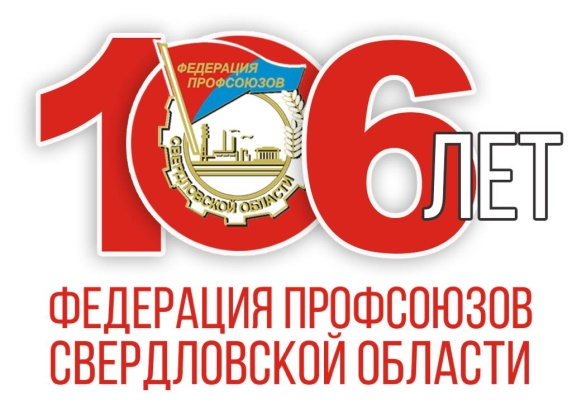 106
ФЕДЕРАЦИЯ
ПРОФСОЮЗОВ
СВЕРДЛОВСКОЙ ОБЛАСТИ
ЛЕТ
ФЕДЕРАЦИЯ ПРОФСОЮЗОВ
СВЕРДЛОВСКОЙ ОБЛАСТИ